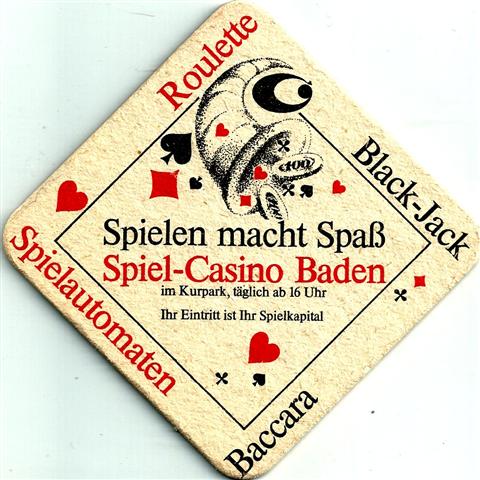 Roulette
Black-Jack
100
Spielen macht Spaß
Spiel-Casino Baden
im Kurpark, täglich ab 16 Uhr
Ihr Eintritt ist Ihr Spielkapital
Spielautomaten
Baccara